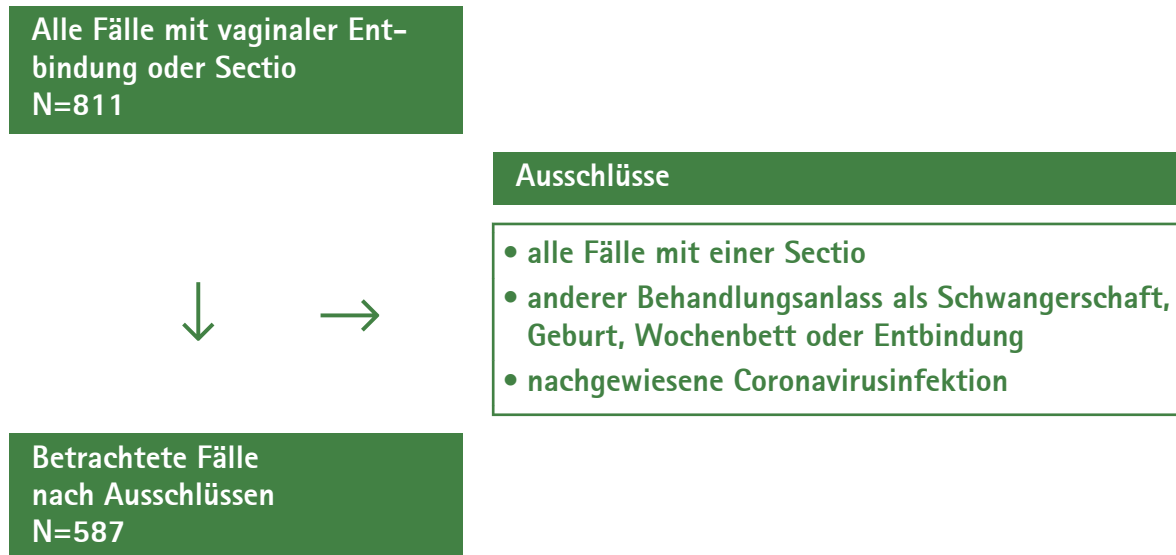 Alle Fälle mit vaginaler Ent-
bindung oder Sectio
N=811
Ausschlüsse
• alle Fälle mit einer Sectio
• anderer Behandlungsanlass als Schwangerschaft,
Geburt, Wochenbett oder Entbindung
• nachgewiesene Coronavirusinfektion
Betrachtete Fälle
nach Ausschlüssen
N=587